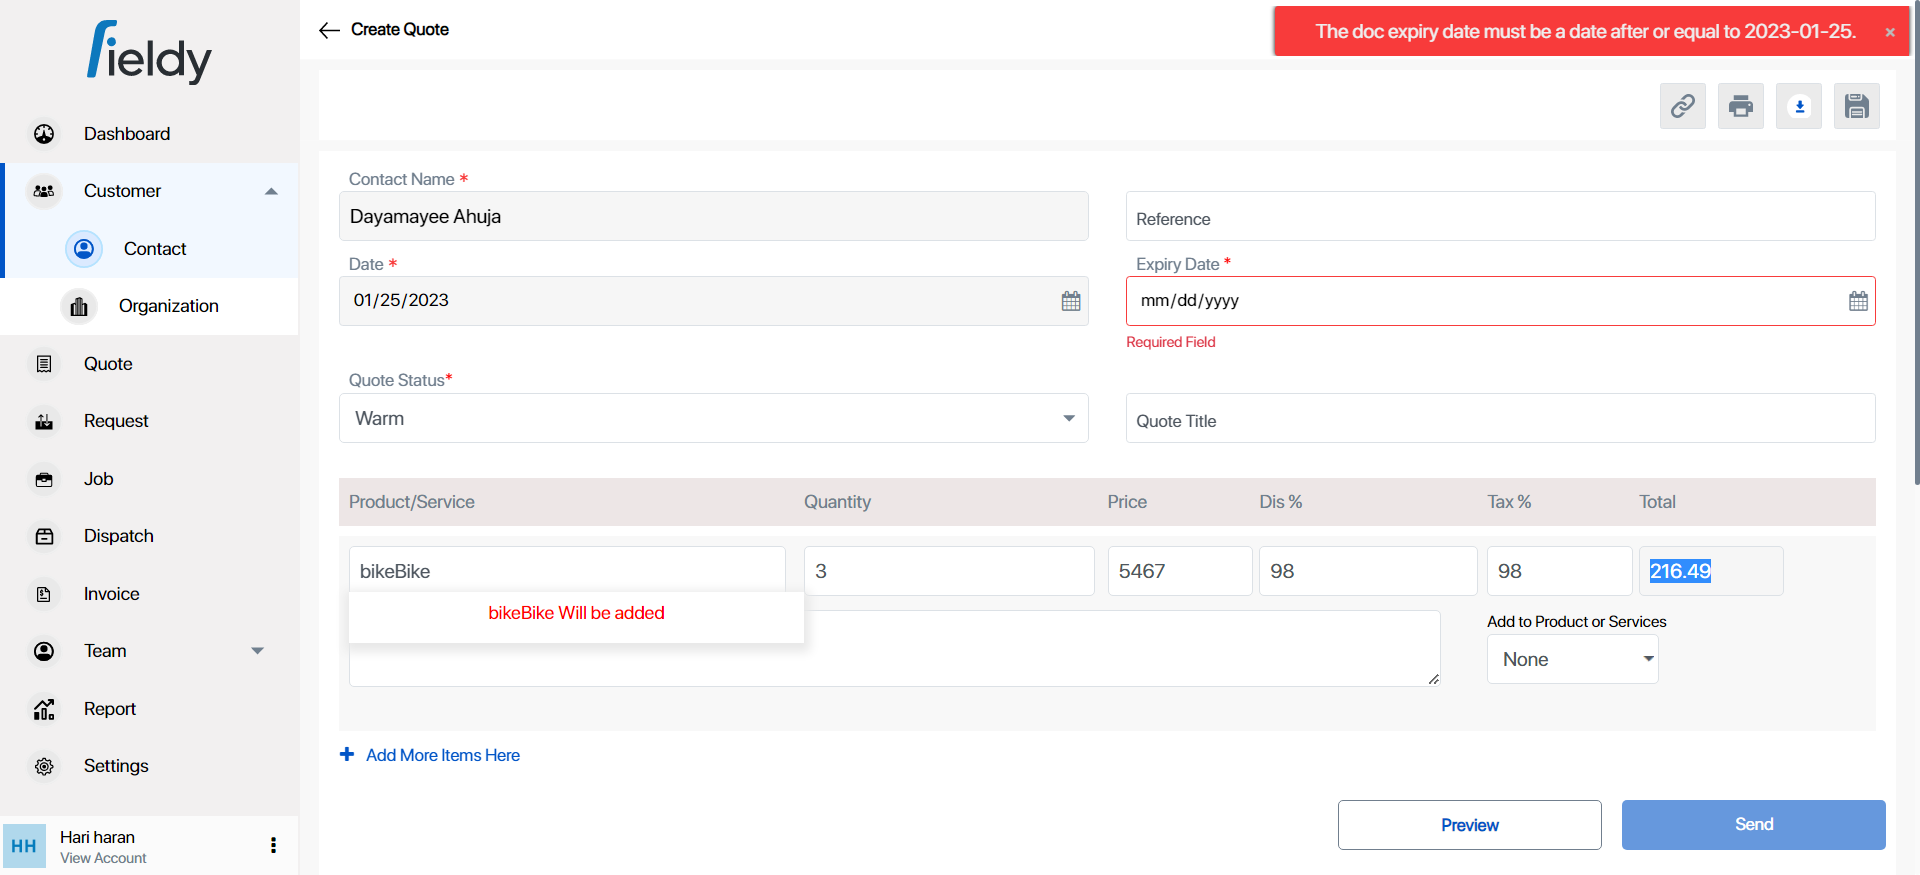 fieldy
Create Quote
The doc expiry date must be a date after or equal to 2023-01-25. ×
Dashboard
Customer
Contact
Organization
Quote
Request
Job
Dispatch
Invoice
Team
Report
Settings
HH
Hari haran
View Account
Contact Name *
Dayamayee Ahuja
Reference
Date *
01/25/2023
Expiry Date *
mm/dd/yyyy
Required Field
Quote Status*
Warm
Quote Title
Product/Service Quantity Price Dis % Tax % Total
bikeBike 3 5467 98 98 216.49
bikeBike Will be added
Add to Product or Services
None
+ Add More Items Here
Preview
Send